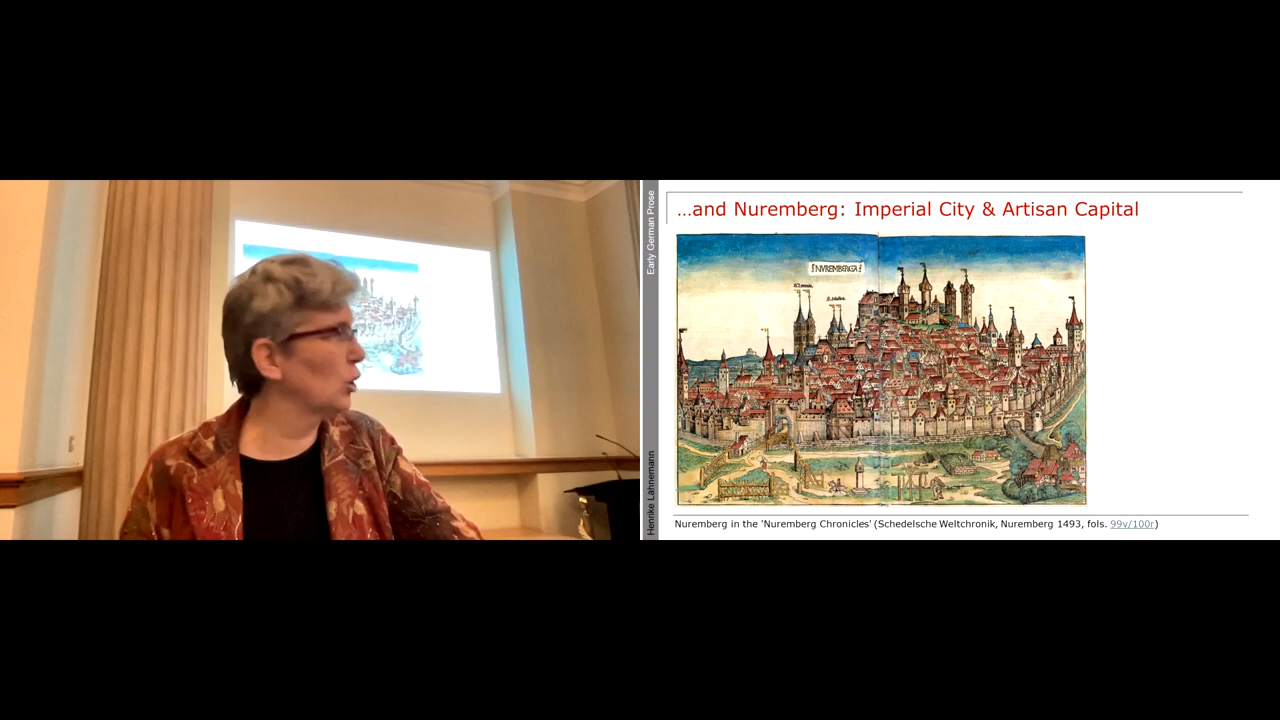 Early German Prose
Henrike Lähnemann
…and Nuremberg: Imperial City & Artisan Capital
NVREMBERGA
S. Lorenz
Nuremberg in the 'Nuremberg Chronicles' (Schedelsche Weltchronik, Nuremberg 1493, fols. 99v/100r)